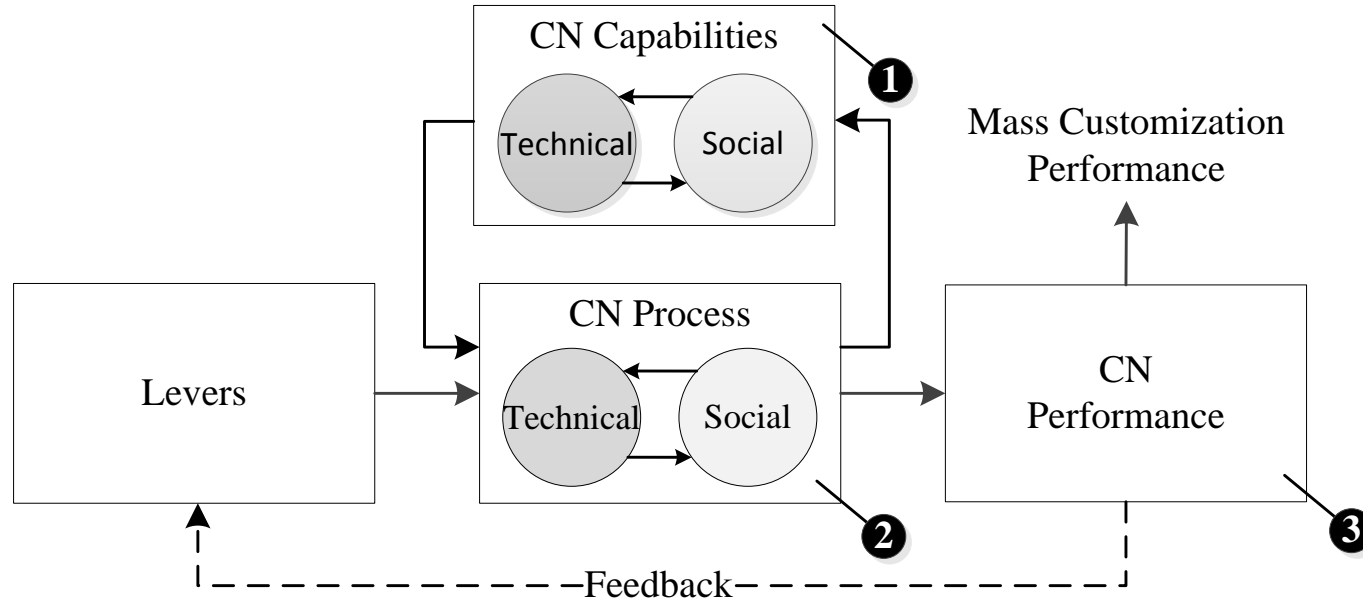 CN Capabilities
1
Technical
Social
Mass Customization
Performance
Levers
CN Process
Technical
Social
2
CN
Performance
3
Feedback